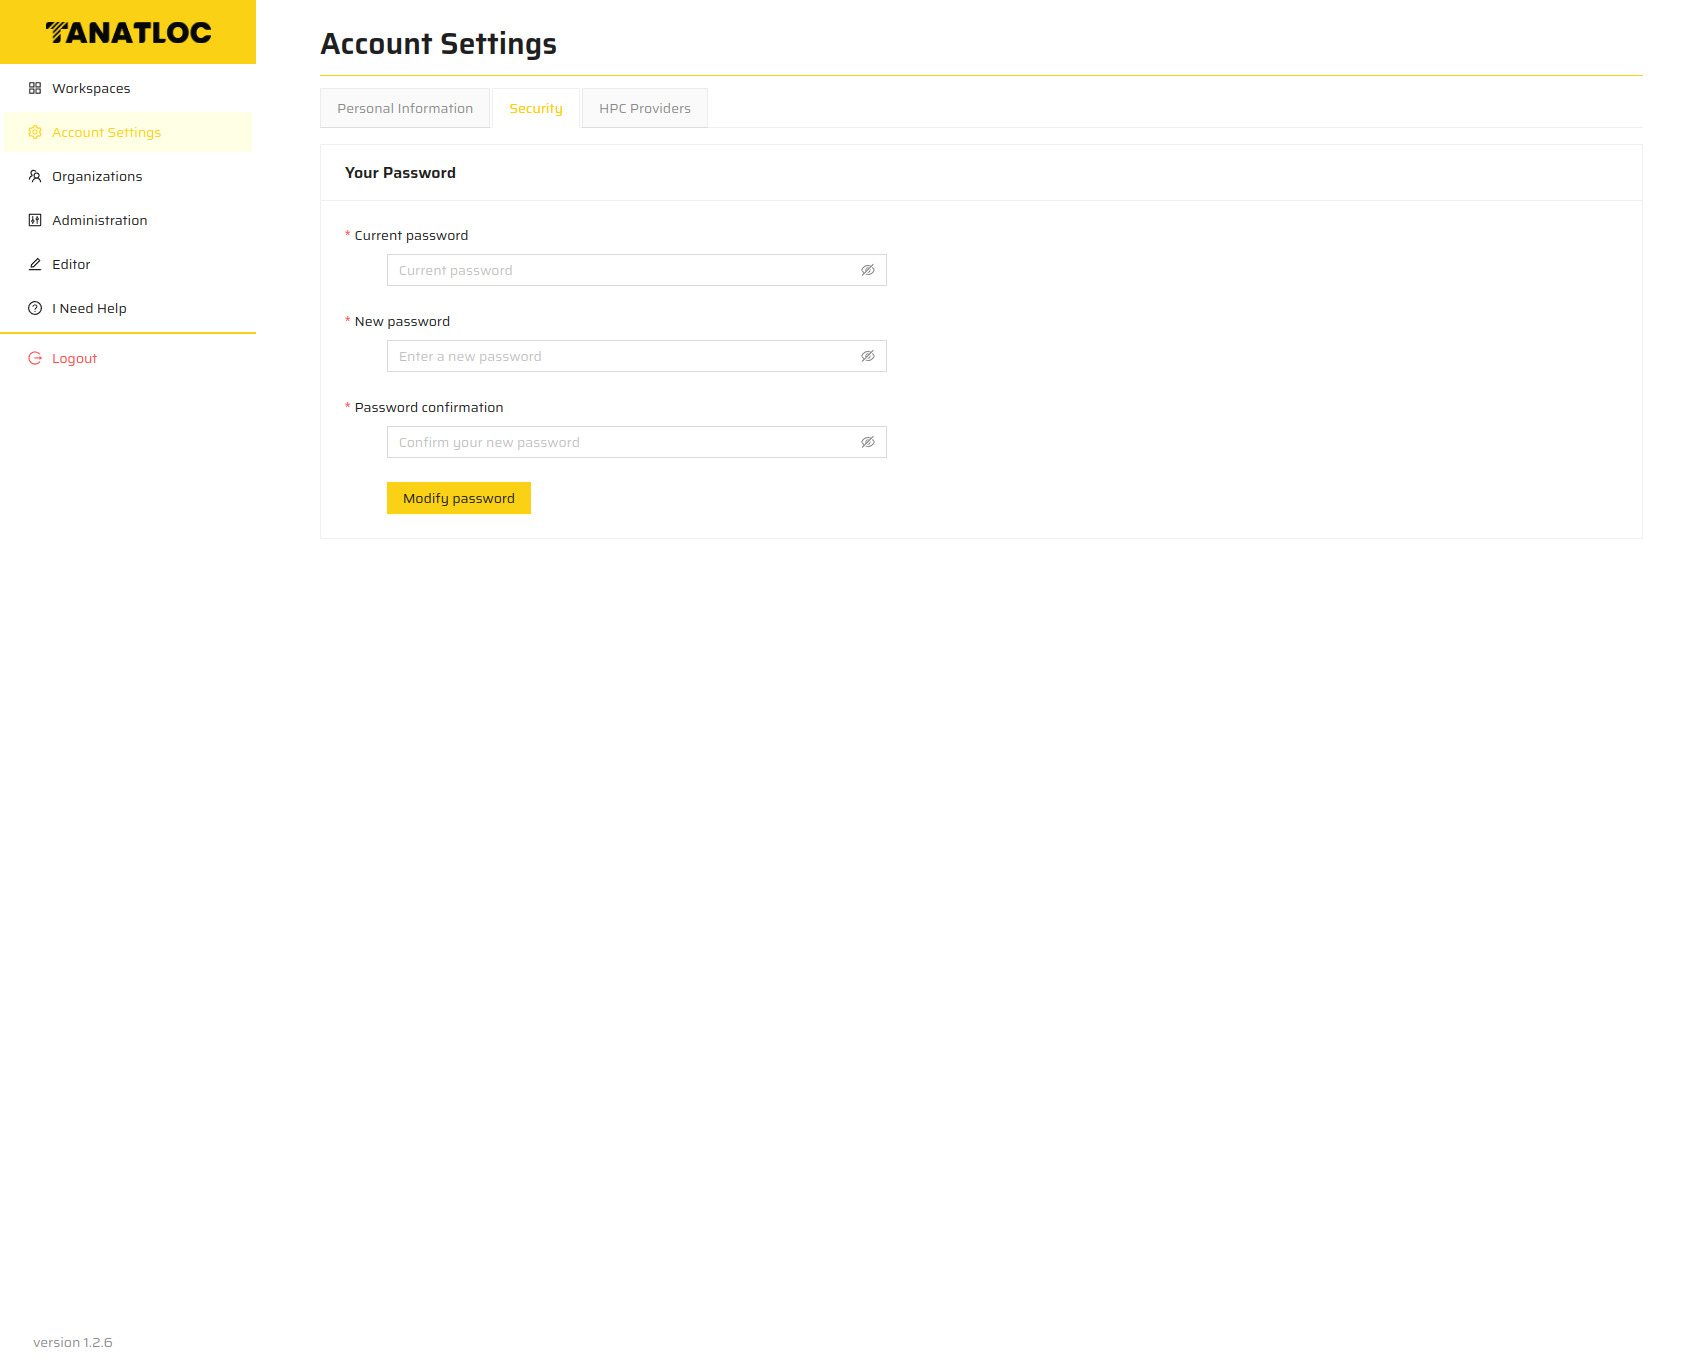 TANATLOC
Workspaces
Account Settings
Organizations
Administration
Editor
I Need Help
Logout
version 1.2.6
Account Settings
Personal Information
Security
HPC Providers
Your Password
* Current password
Current password
* New password
Enter a new password
* Password confirmation
Confirm your new password
Modify password